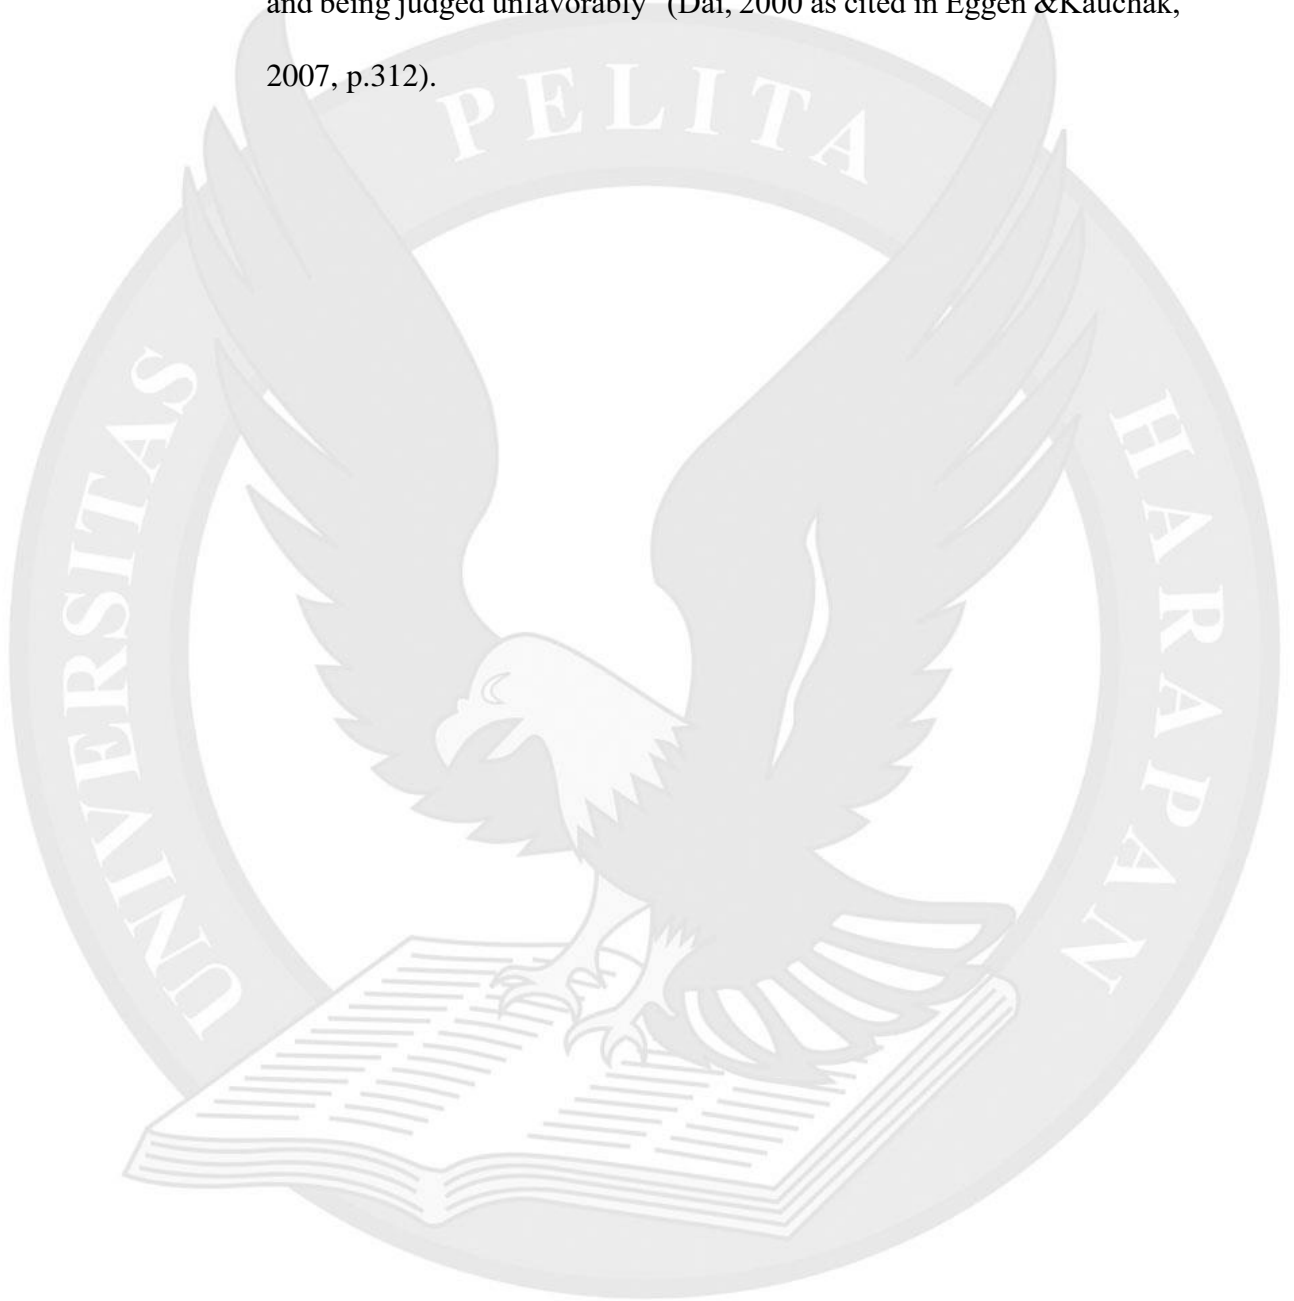 and being judged unfavorably" (Dai, 2000 as cited in Eggen &Kauchak,
2007, p.312).
PELITA
UNIVERSITAS
HARAPAN